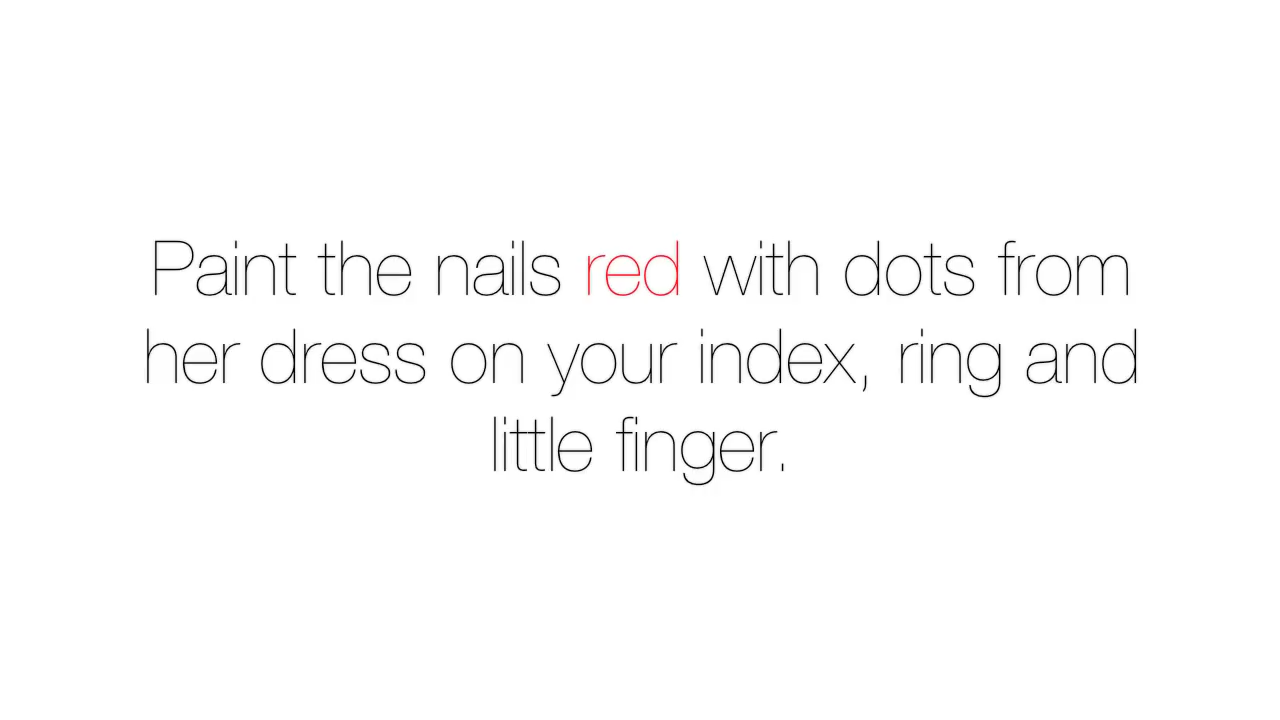 Paint the nails red with dots from
her dress on your index, ring and
little finger.